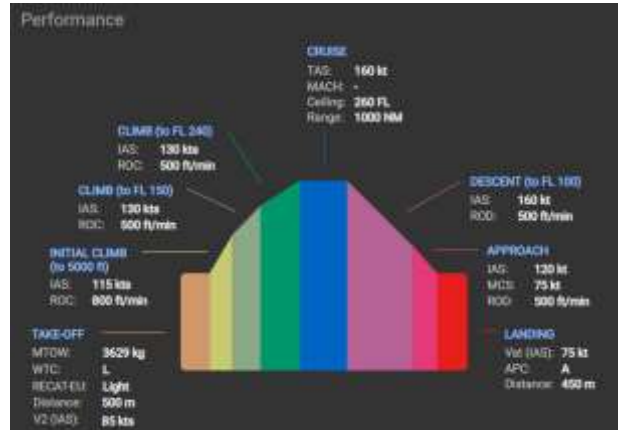 Performance
CRUISE
TAS: 160 kt
MACH: -
Ceiling: 260 FL
Range: 1000 NM
CLIMB (to FL 240)
IAS: 130 kts
ROC: 500 ft/min
CLIMB (to FL 150)
IAS: 130 kts
ROC: 500 ft/min
INITIAL CLIMB
(to 5000 ft)
IAS: 115 kts
ROC: 800 ft/min
TAKE-OFF
MTOW: 3629 kg
WTC: L
RECAT-EU: Light
Distance: 500 m
V2 (IAS): 85 kts
DESCENT (to FL 100)
IAS: 160 kt
ROD: 500 ft/min
APPROACH
IAS: 120 kt
MCS: 75 kt
ROD: 500 ft/min
LANDING
Vat (IAS): 75 kt
APC: A
Distance: 450 m